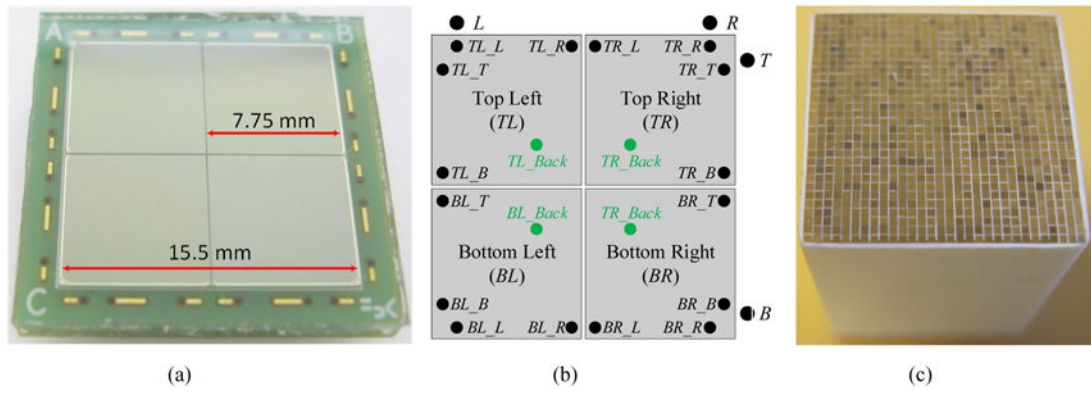 A
B
7.75 mm
15.5 mm
C
(a)
L
R
TL_L
TL_R
TR_L
TR_R
T
TL_T
TR_T
Top Left
(TL)
Top Right
(TR)
TL_Back
TR_Back
TL_B
TR_B
BL_T
BR_T
BL_Back
TR_Back
Bottom Left
(BL)
Bottom Right
(BR)
BL_B
BR_B
B
BL_L
BL_R
BR_L
BR_R
(b)
(c)